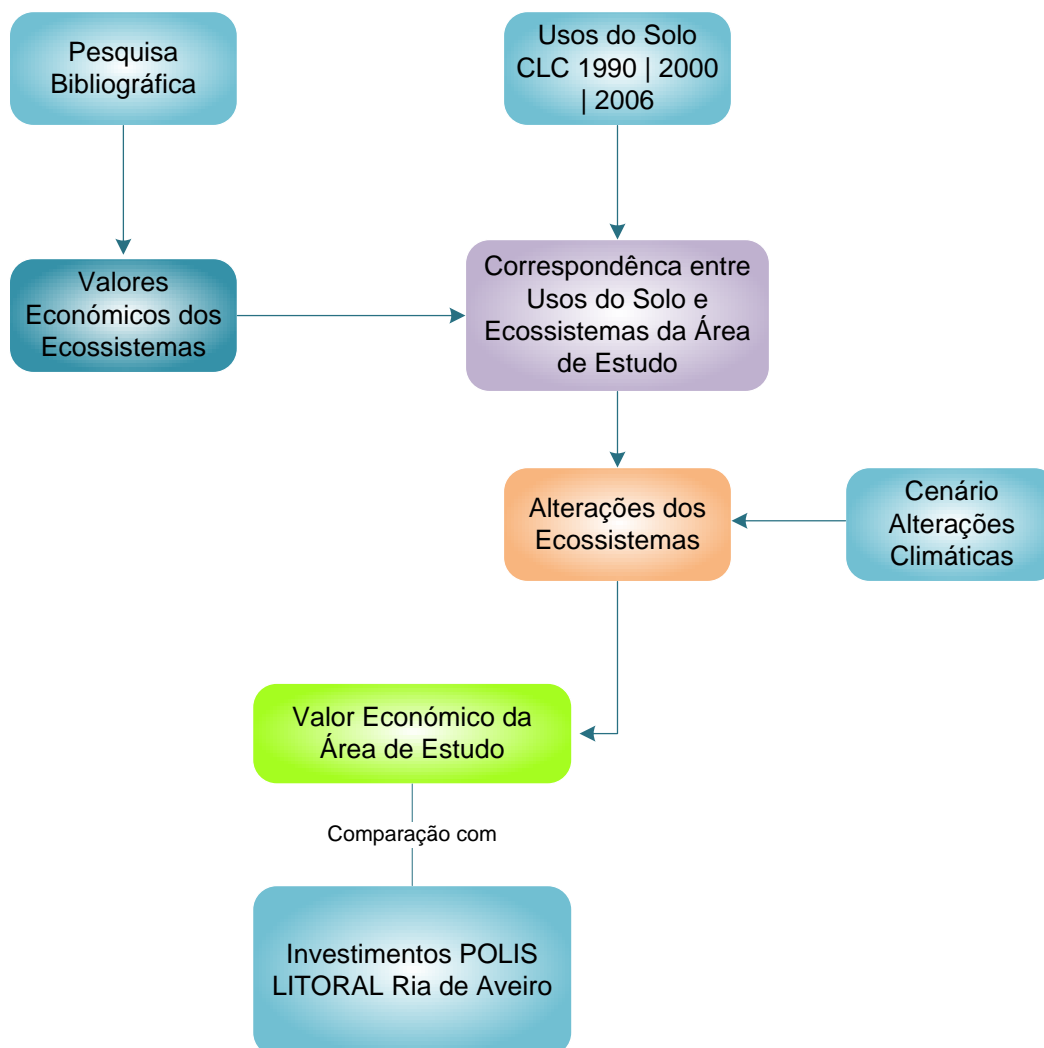 Pesquisa
Bibliográfica
Usos do Solo
CLC 1990 | 2000
| 2006
Valores
Económicos dos
Ecossistemas
Correspondênca entre
Usos do Solo e
Ecossistemas da Área
de Estudo
Alterações dos
Ecossistemas
Cenário
Alterações
Climáticas
Valor Económico da
Área de Estudo
Comparação com
Investimentos POLIS
LITORAL Ria de Aveiro